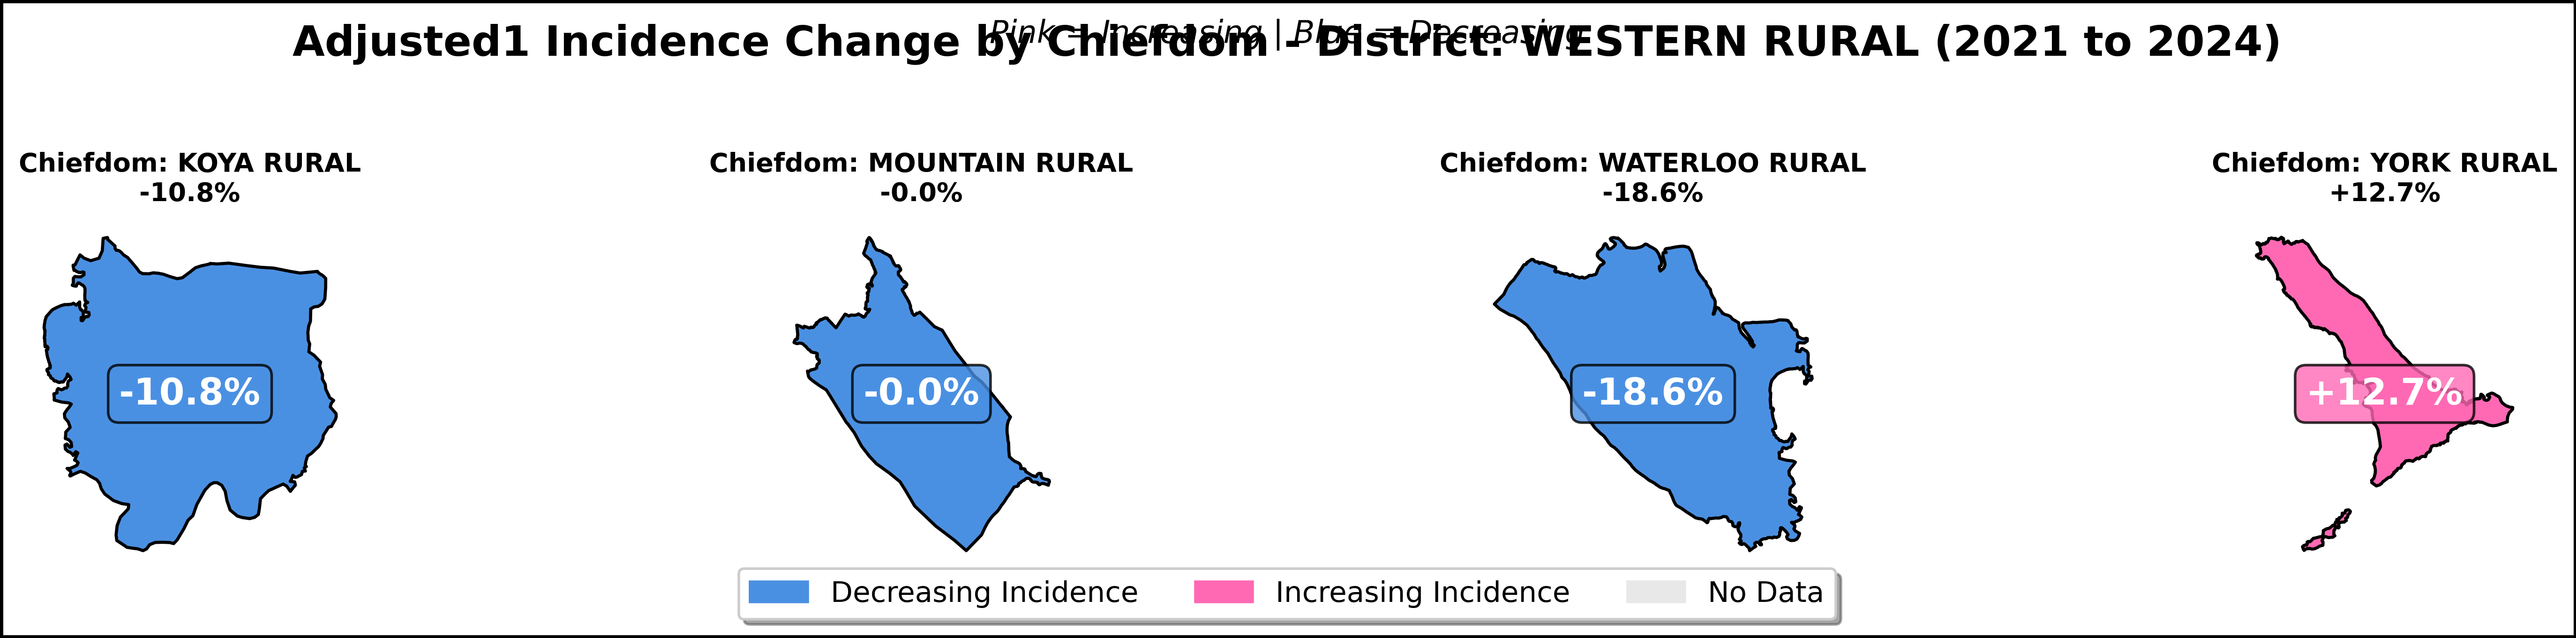 Pink = Increasing | Blue = Decreasing
Adjusted1 Incidence Change by Chiefdom - District: WESTERN RURAL (2021 to 2024)
Chiefdom: KOYA RURAL
-10.8%
Chiefdom: MOUNTAIN RURAL
-0.0%
Chiefdom: WATERLOO RURAL
-18.6%
Chiefdom: YORK RURAL
+12.7%
-10.8%
-0.0%
-18.6%
+12.7%
Decreasing Incidence
Increasing Incidence
No Data